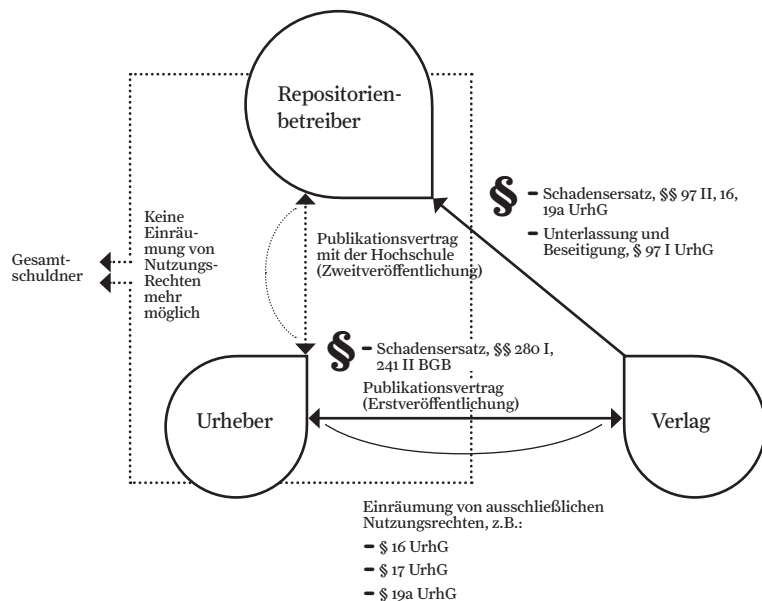 Repositorien-
betreiber
§
– Schadensersatz, §§ 97 II, 16,
19a UrhG
– Unterlassung und
Beseitigung, § 97 I UrhG
Keine
Einräu-
mung von
Nutzungs-
Rechten
mehr
möglich
Gesamt-
schuldner
Publikationsvertrag
mit der Hochschule
(Zweitveröffentlichung)
§
– Schadensersatz, §§ 280 I,
241 II BGB
Publikationsvertrag
(Erstveröffentlichung)
Urheber
Verlag
Einräumung von ausschließlichen
Nutzungsrechten, z.B.:
– § 16 UrhG
– § 17 UrhG
– § 19a UrhG